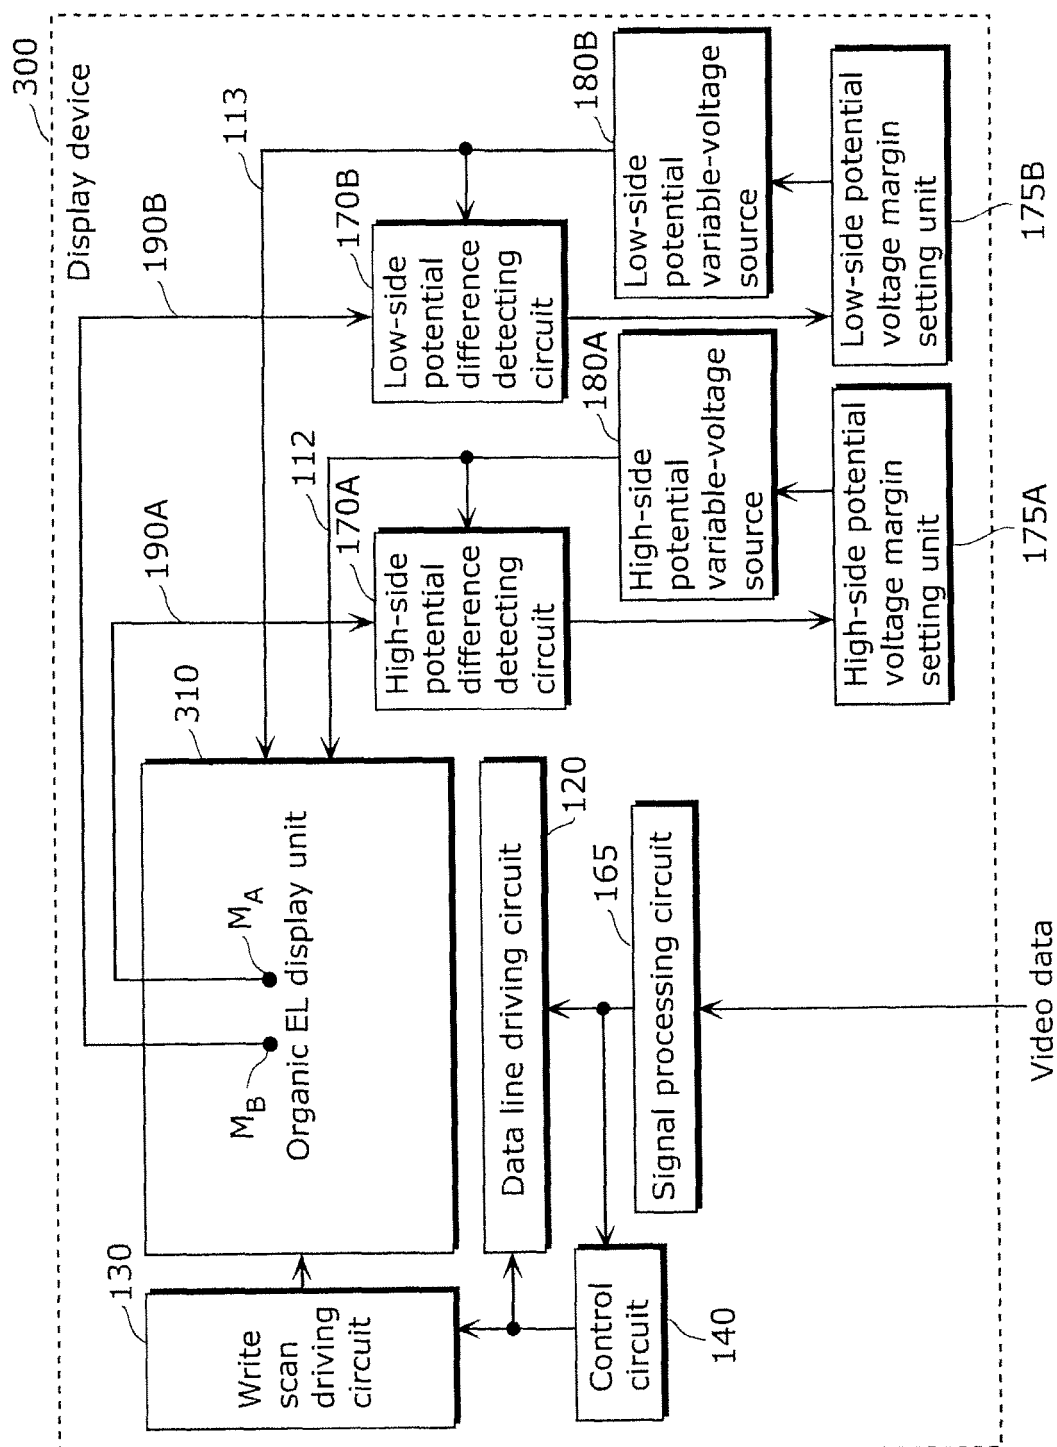 300
Display device
190B
113
170B
Low-side
potential
difference
detecting
circuit
180B
Low-side
potential
variable-voltage
source
Low-side potential
voltage margin
setting unit
175B
190A
112
170A
High-side
potential
difference
detecting
circuit
180A
High-side
potential
variable-voltage
source
High-side potential
voltage margin
setting unit
175A
310
MA
MB
Organic EL display unit
120
Data line driving circuit
165
Signal processing circuit
Video data
130
Write
scan
driving
circuit
Control
circuit
140